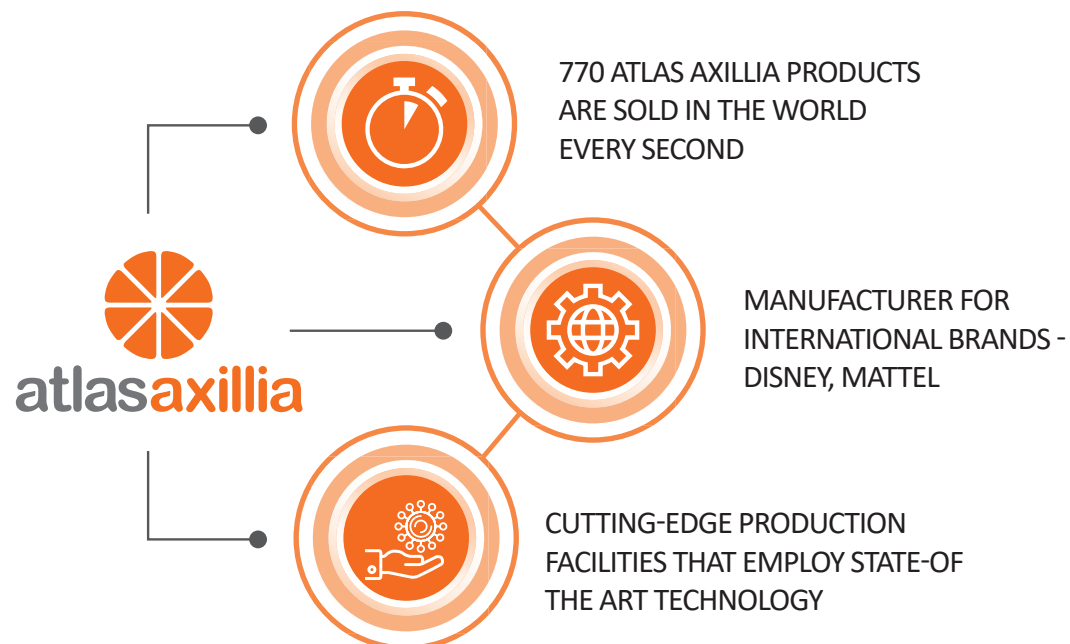 770 ATLAS AXILLIA PRODUCTS
ARE SOLD IN THE WORLD
EVERY SECOND
atlasaxillia
MANUFACTURER FOR
INTERNATIONAL BRANDS -
DISNEY, MATTEL
CUTTING-EDGE PRODUCTION
FACILITIES THAT EMPLOY STATE-OF
THE ART TECHNOLOGY